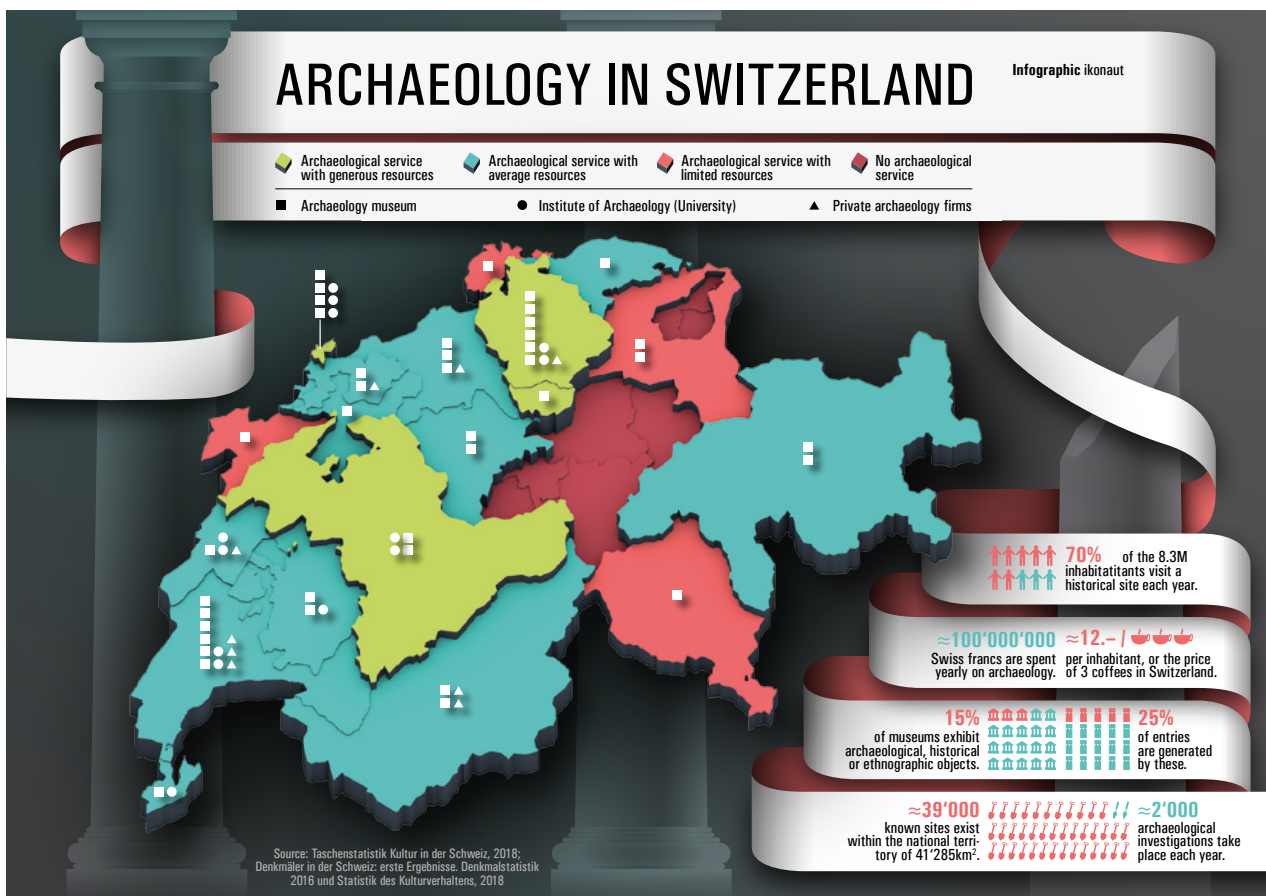 ARCHAEOLOGY IN SWITZERLAND
Infographic ikonaut
Archaeological service
with generous resources
Archaeological service with
average resources
Archaeological service with
limited resources
No archaeological
service
Archaeology museum
Institute of Archaeology (University)
Private archaeology firms
70% of the 8.3M
inhabitatitants visit a
historical site each year.
≈100‘000‘000
Swiss francs are spent
yearly on archaeology.
≈12.– /
per inhabitant, or the price
of 3 coffees in Switzerland.
15%
of museums exhibit
archaeological, historical
or ethnographic objects.
25%
of entries
are generated
by these.
≈39‘000
known sites exist
within the national terri-
tory of 41‘285km².
≈2‘000
archaeological
investigations take
place each year.
Source: Taschenstatistik Kultur in der Schweiz, 2018;
Denkmäler in der Schweiz: erste Ergebnisse. Denkmalstatistik
2016 und Statistik des Kulturverhaltens, 2018